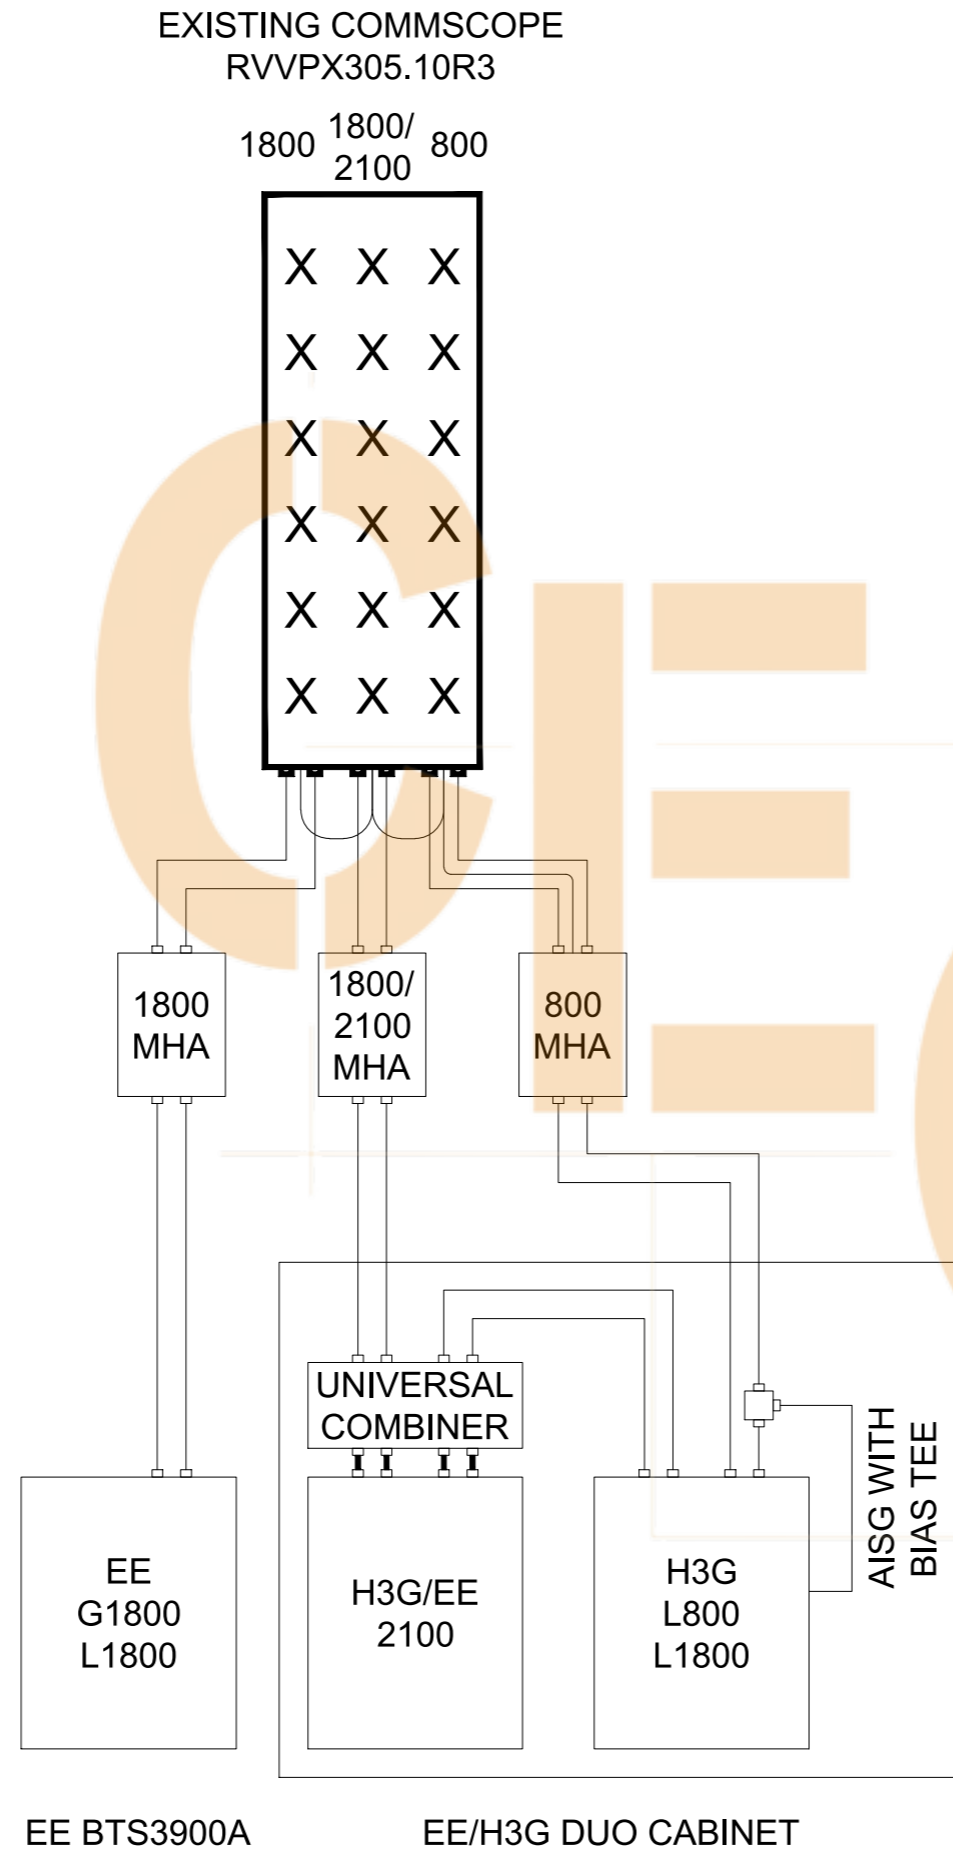 EXISTING COMMSCOPE
RVVPX305.10R3
1800 1800/ 800
2100
X X X
X X X
X X X
X X X
X X X
X X X
1800
MHA
1800/
2100
MHA
800
MHA
UNIVERSAL
COMBINER
EE
G1800
L1800
H3G/EE
2100
H3G
L800
L1800
AISG WITH
BIAS TEE
EE BTS3900A
EE/H3G DUO CABINET